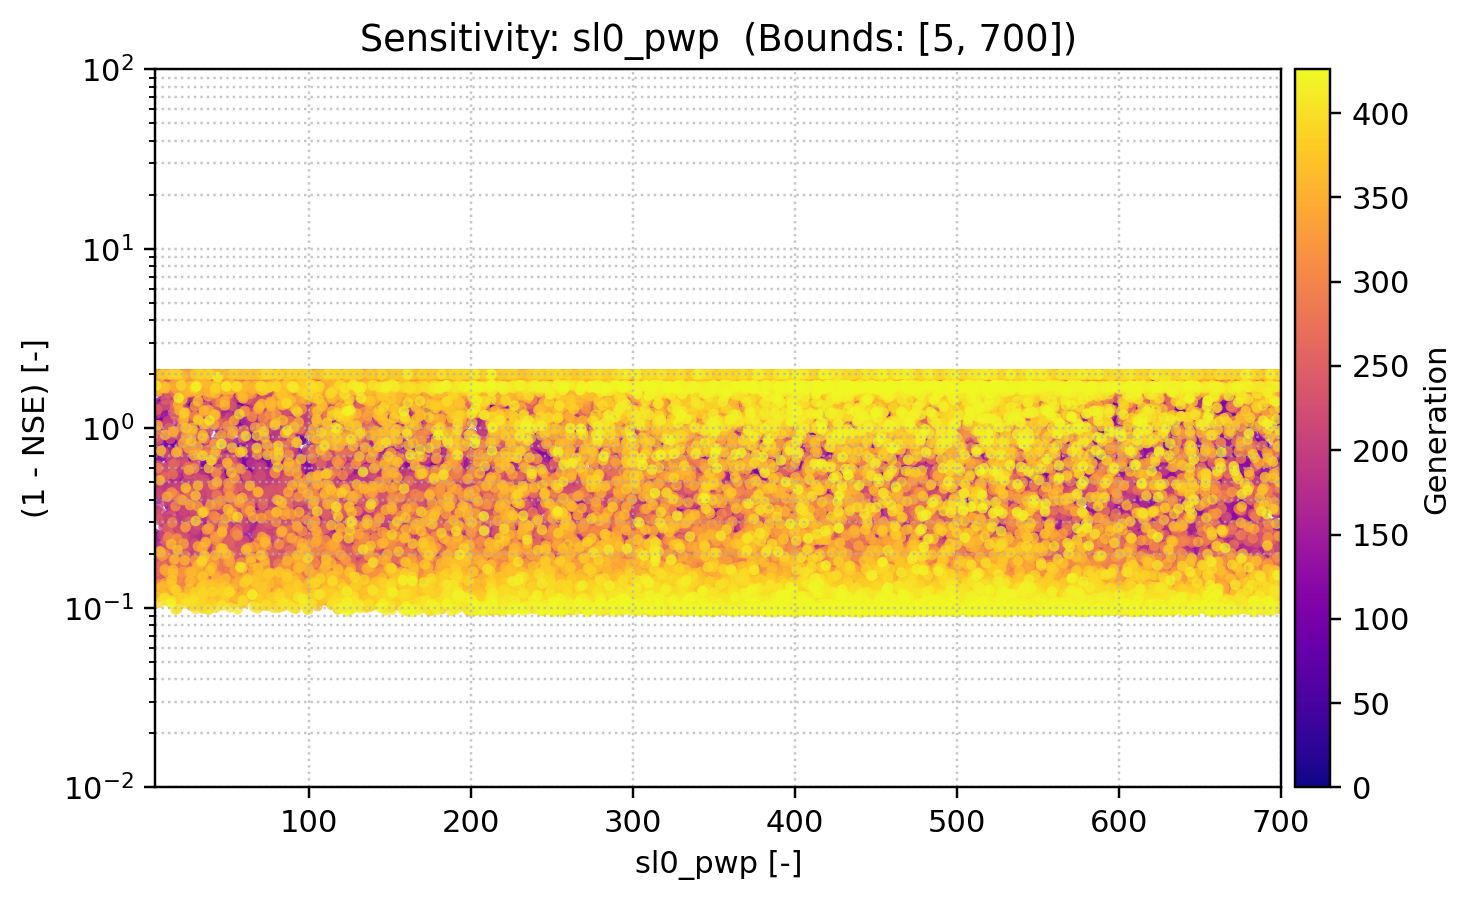 Sensitivity: sl0_pwp (Bounds: [5, 700])
10²
10¹
10⁰
10⁻¹
10⁻²
(1 - NSE) [-]
100 200 300 400 500 600 700
sl0_pwp [-]
400
350
300
250
200
150
100
50
0
Generation